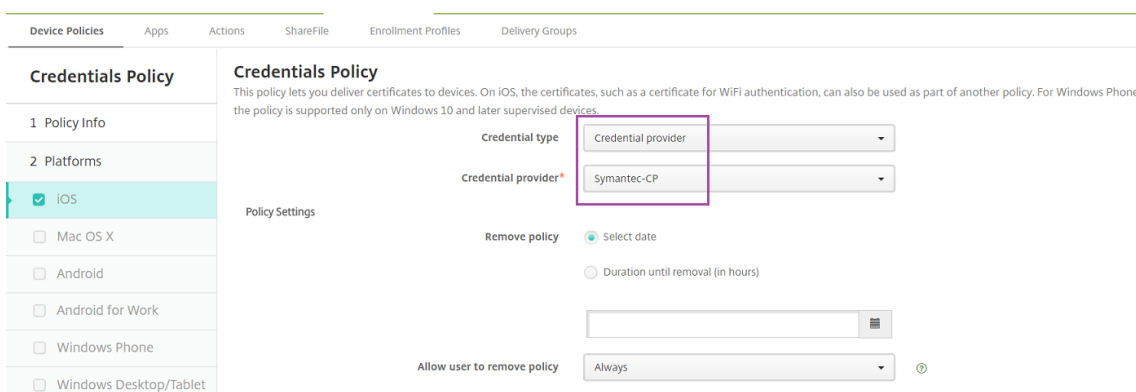 Device Policies Apps Actions ShareFile Enrollment Profiles Delivery Groups
Credentials Policy
1 Policy Info
2 Platforms
iOS
Mac OS X
Android
Android for Work
Windows Phone
Windows Desktop/Tablet
Credentials Policy
This policy lets you deliver certificates to devices. On iOS, the certificates, such as a certificate for WiFi authentication, can also be used as part of another policy. For Windows Phone
the policy is supported only on Windows 10 and later supervised devices.
Credential type Credential provider
Credential provider* Symantec-CP
Policy Settings
Remove policy Select date
Duration until removal (in hours)
Allow user to remove policy Always ?